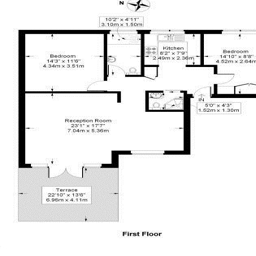 N
10'2" x 4'11"
3.10m x 1.50m
Bedroom
14'3" x 11'6"
4.34m x 3.51m
Kitchen
8'2" x 7'9"
2.49m x 2.36m
Bedroom
14'10" x 8'8"
4.52m x 2.64m
IN
5'0" x 4'3"
1.52m x 1.30m
Reception Room
23'1" x 17'7"
7.04m x 5.36m
Terrace
22'10" x 13'6"
6.96m x 4.11m
First Floor